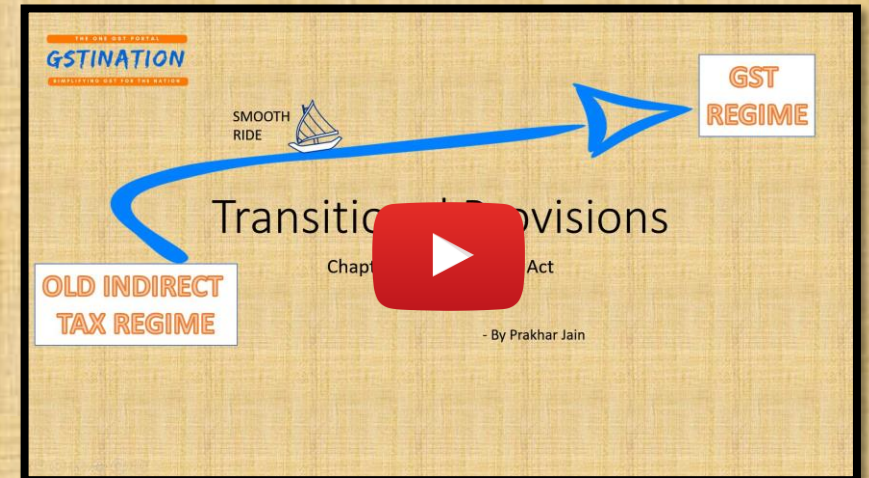 THE ONE GST PORTAL
GSTINATION
SIMPLIFYING GST FOR THE NATION
SMOOTH
RIDE
GST
REGIME
OLD INDIRECT
TAX REGIME
Act
- By Prakhar Jain